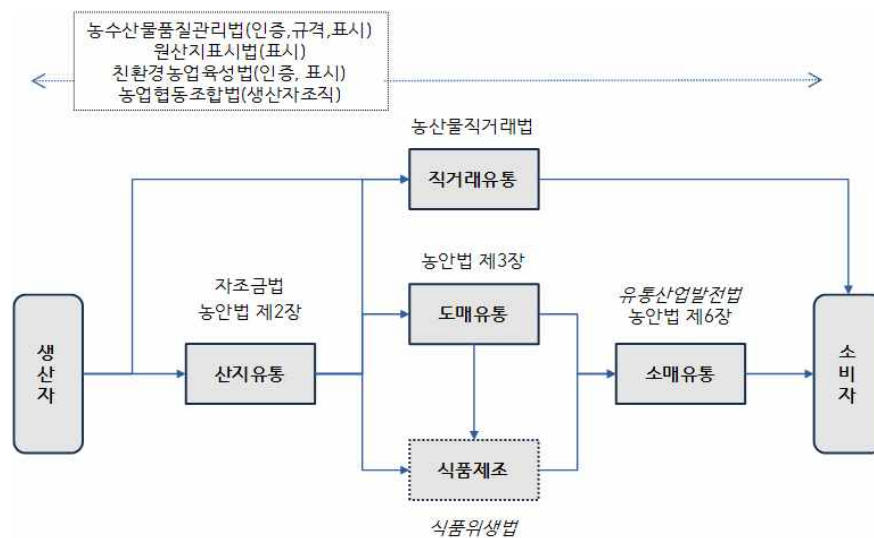 농수산물품질관리법(인증,규격,표시)
원산지표시법(표시)
친환경농업육성법(인증, 표시)
농업협동조합법(생산자조직)
농산물직거래법
직거래유통
농안법 제3장
자조금법
농안법 제2장
도매유통
유통산업발전법
농안법 제6장
생산자
산지유통
소매유통
소비자
식품제조
식품위생법